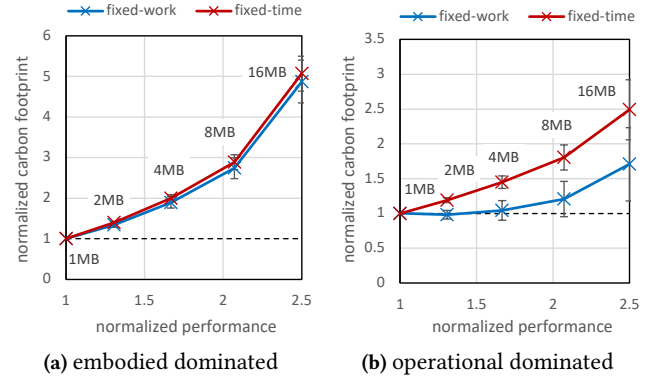 fixed-work fixed-time
normalized carbon footprint
6
5
4
3
2
1
0
16MB
8MB
4MB
2MB
1MB
1 1.5 2 2.5
normalized performance
(a) embodied dominated
fixed-work fixed-time
normalized carbon footprint
3.5
3
2.5
2
1.5
1
0.5
0
16MB
8MB
4MB
2MB
1MB
1 1.5 2 2.5
normalized performance
(b) operational dominated